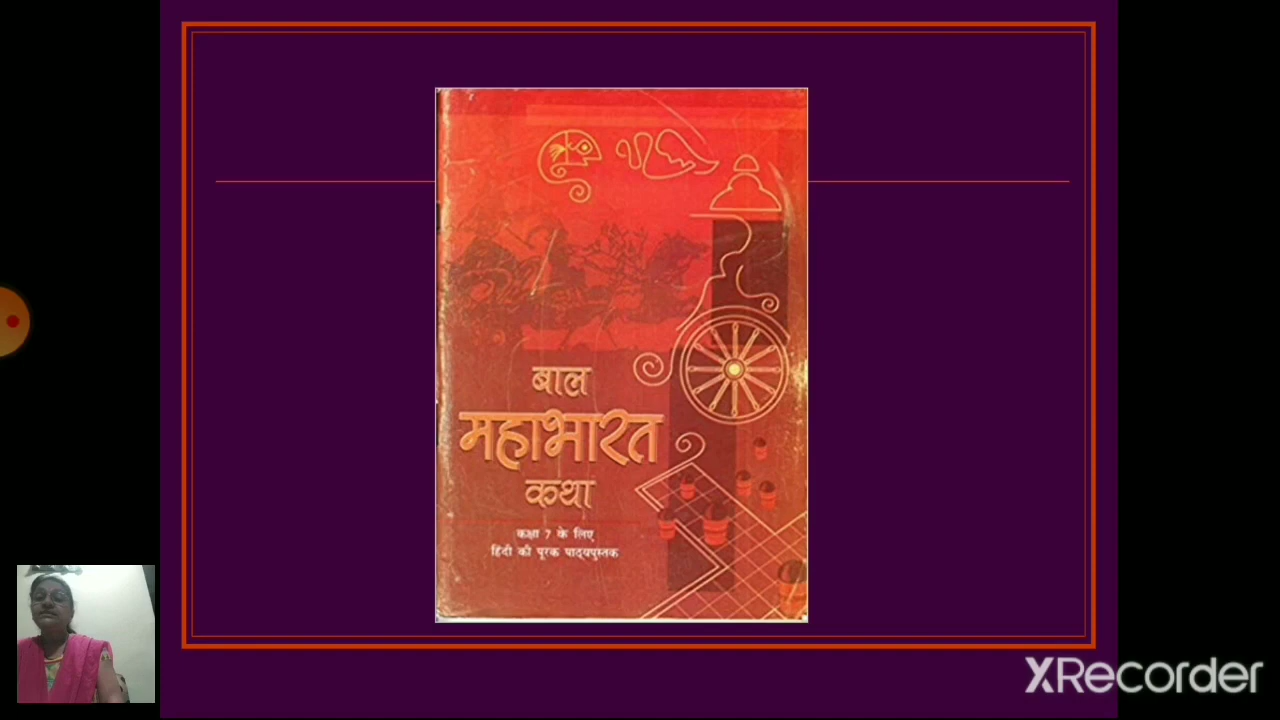 बाल
महाभारत
कथा
कक्षा 7 के लिए
हिंदी की पूरक पाठ्यपुस्तक
XRecorder